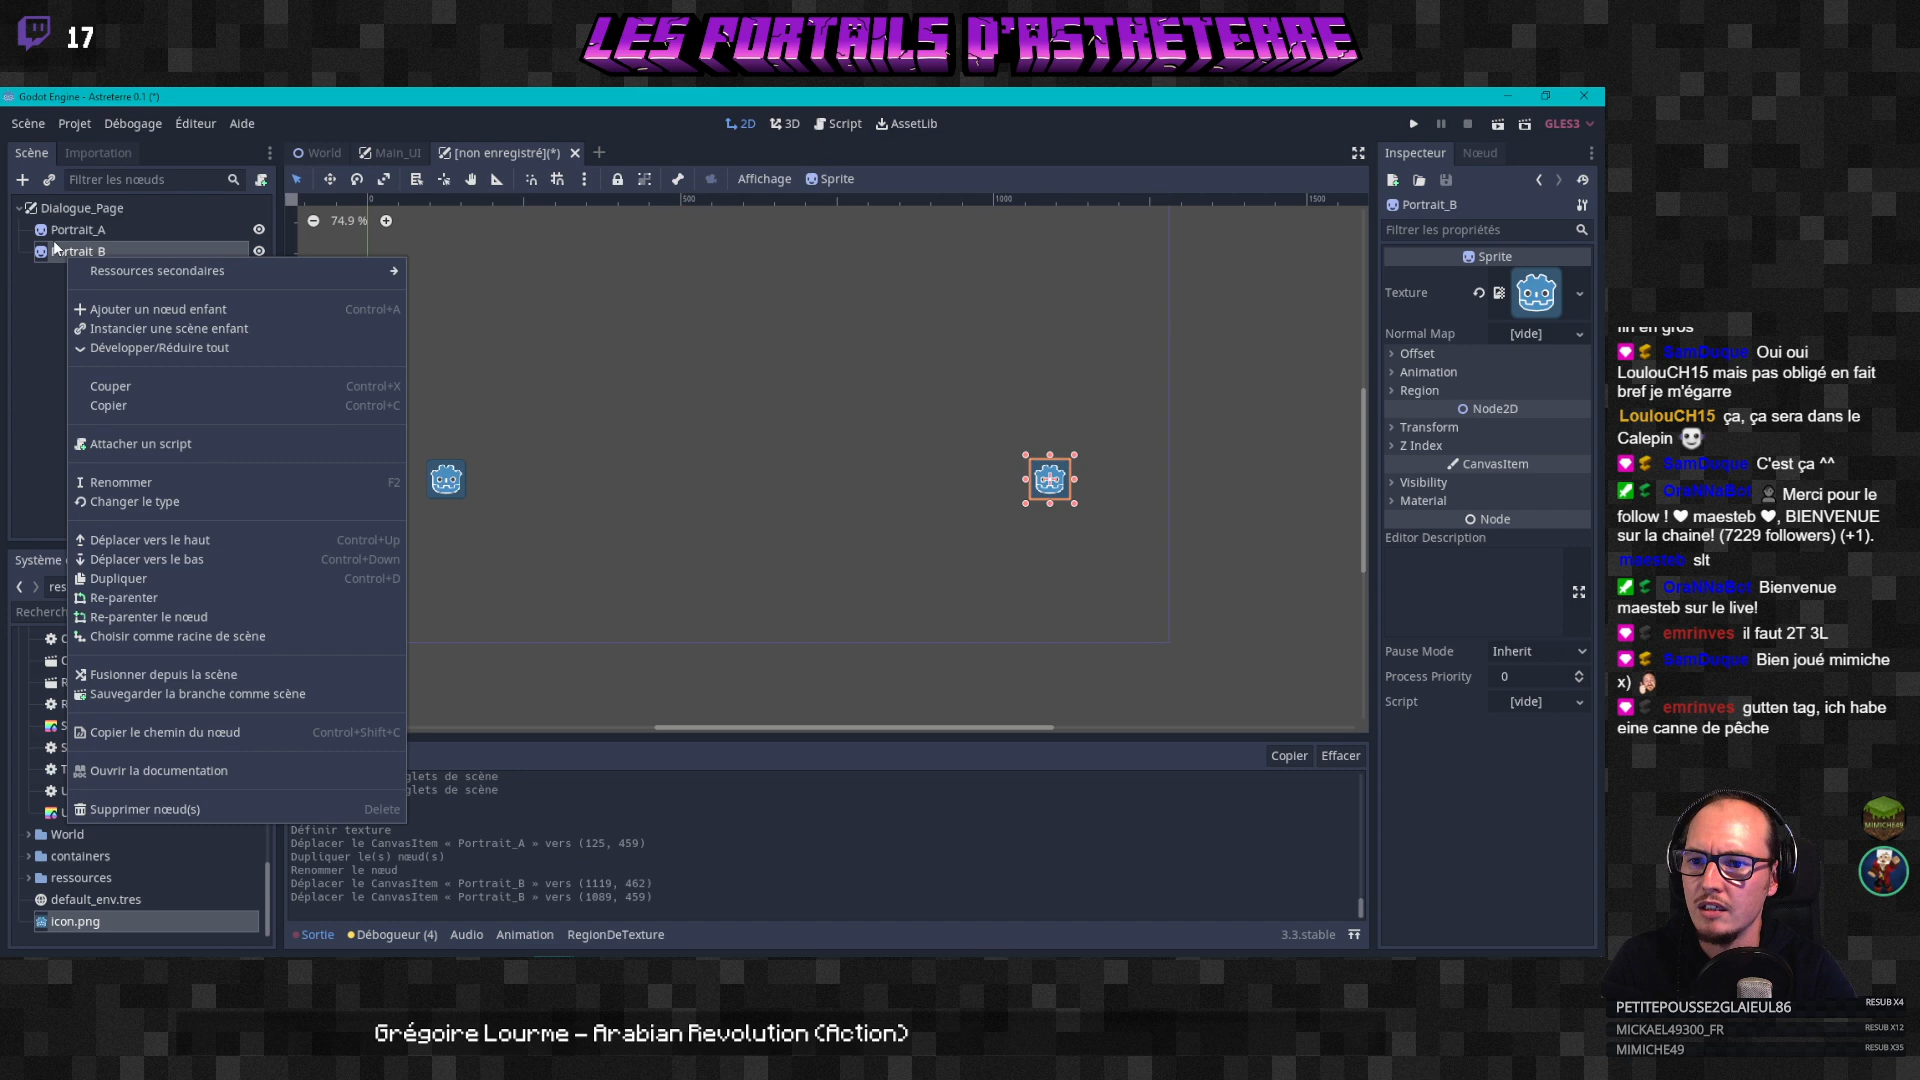 17
LES PORTAILS D'ASTRÉTERRE
Godot Engine - Astreterre 0.1 (*)
Scène Projet Débogage Éditeur Aide
2D 3D Script AssetLib
GLES3
Scène Importation
World Main_UI [non enregistré](*)
Inspecteur Nœud
Filtrer les nœuds
Affichage Sprite
Dialogue_Page
Portrait_A
Portrait_B
74.9 %
0 500 1000 1500
Portrait_B
Filtrer les propriétés
Sprite
Texture
Normal Map [vide]
Offset
Animation
Region
Node2D
Transform
Z Index
CanvasItem
Visibility
Material
Node
Editor Description
Pause Mode Inherit
Process Priority 0
Script [vide]
Ressources secondaires
Ajouter un nœud enfant Control+A
Instancier une scène enfant
Développer/Réduire tout
Couper Control+X
Copier Control+C
Attacher un script
Renommer F2
Changer le type
Déplacer vers le haut Control+Up
Déplacer vers le bas Control+Down
Dupliquer Control+D
Re-parenter
Re-parenter le nœud
Choisir comme racine de scène
Fusionner depuis la scène
Sauvegarder la branche comme scène
Copier le chemin du nœud Control+Shift+C
Ouvrir la documentation
Supprimer nœud(s) Delete
Système
res
Recherch
World
containers
ressources
default_env.tres
icon.png
Copier Effacer
glets de scène
glets de scène
Définir texture
Déplacer le CanvasItem « Portrait_A » vers (125, 459)
Dupliquer le(s) nœud(s)
Renommer le nœud
Déplacer le CanvasItem « Portrait_B » vers (1119, 462)
Déplacer le CanvasItem « Portrait_B » vers (1089, 459)
Sortie Débogueur (4) Audio Animation RegionDeTexture
3.3.stable
fin en gros
SamDuque Oui oui
LoulouCH15 mais pas obligé en fait
bref je m'égarre
LoulouCH15 ça, ça sera dans le
Calepin
SamDuque C'est ça ^^
OraNNaBot Merci pour le
follow ! ♥ maesteb ♥, BIENVENUE
sur la chaine! (7229 followers) (+1).
maesteb slt
OraNNaBot Bienvenue
maesteb sur le live!
emrinves il faut 2T 3L
SamDuque Bien joué mimiche
x)
emrinves gutten tag, ich habe
eine canne de pêche
MIMICHE49
PETITEPOUSSE2GLAIEUL86 RESUB X4
MICKAEL49300_FR RESUB X12
MIMICHE49 RESUB X35
Grégoire Lourme – Arabian Revolution (Action)